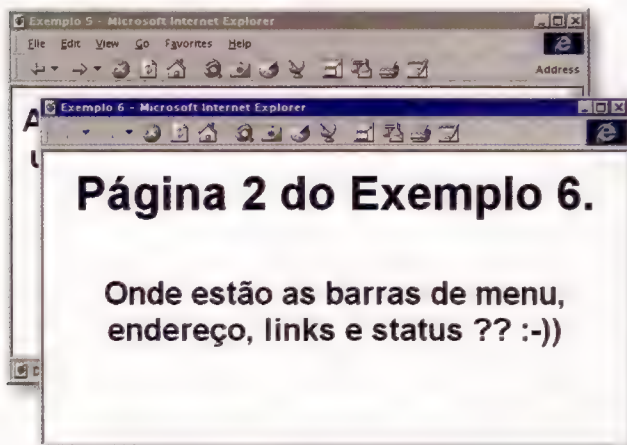 Exemplo 5 - Microsoft Internet Explorer
File Edit View Go Favorites Help
Address
Exemplo 6 - Microsoft Internet Explorer
Página 2 do Exemplo 6.
Onde estão as barras de menu,
endereço, links e status ?? :-))